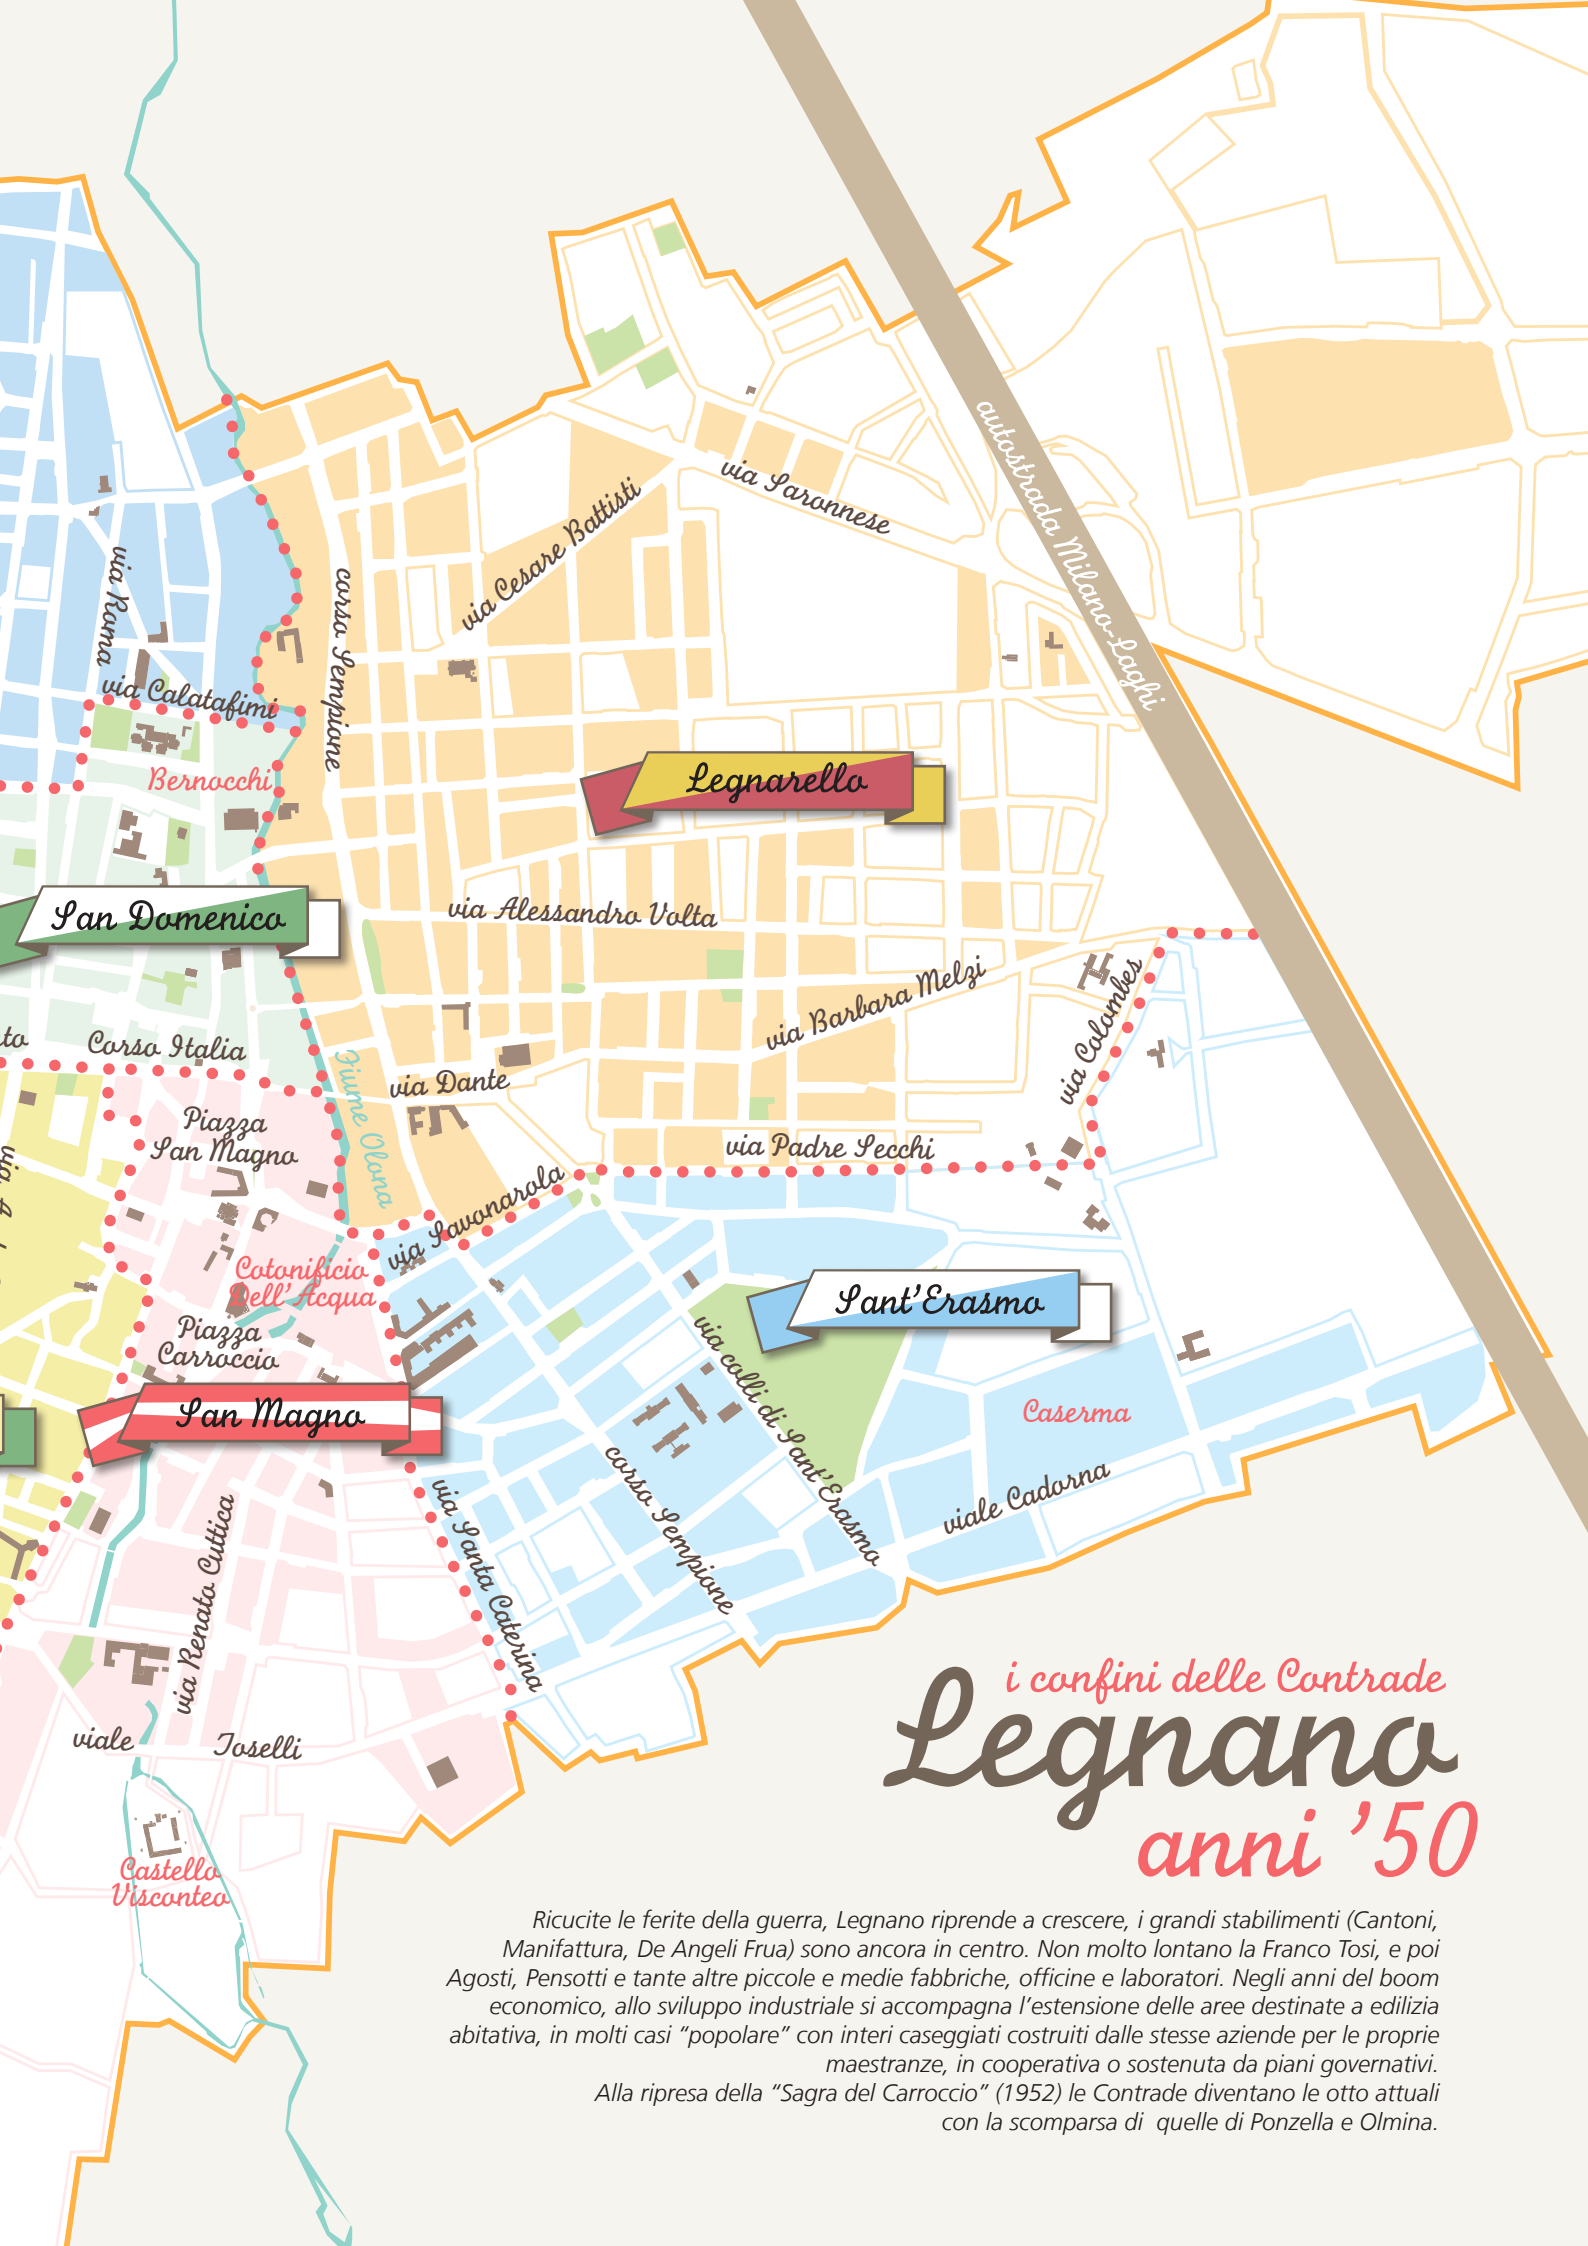 autostrada Milano-Laghi
via Saronnese
via Cesare Battisti
corso Sempione
via Roma
via Calatafimi
Bernocchi
Legnarello
San Domenico
via Alessandro Volta
via Barbara Melzi
via Colombes
to
Corso Italia
Fiume Olona
via Dante
Piazza
San Magno
via Padre Secchi
via Savonarola
Cotonificio
Dell'Acqua
Sant'Erasmo
Piazza
Carroccio
San Magno
via colli di Sant'Erasmo
Caserma
corso Sempione
viale Cadorna
via Santa Caterina
via Renato Cuttica
viale Toselli
Castello
Visconteo
i confini delle Contrade
Legnano
anni '50
Ricucite le ferite della guerra, Legnano riprende a crescere, i grandi stabilimenti (Cantoni,
Manifattura, De Angeli Frua) sono ancora in centro. Non molto lontano la Franco Tosi, e poi
Agosti, Pensotti e tante altre piccole e medie fabbriche, officine e laboratori. Negli anni del boom
economico, allo sviluppo industriale si accompagna l'estensione delle aree destinate a edilizia
abitativa, in molti casi “popolare” con interi caseggiati costruiti dalle stesse aziende per le proprie
maestranze, in cooperativa o sostenuta da piani governativi.
Alla ripresa della “Sagra del Carroccio” (1952) le Contrade diventano le otto attuali
con la scomparsa di quelle di Ponzella e Olmina.